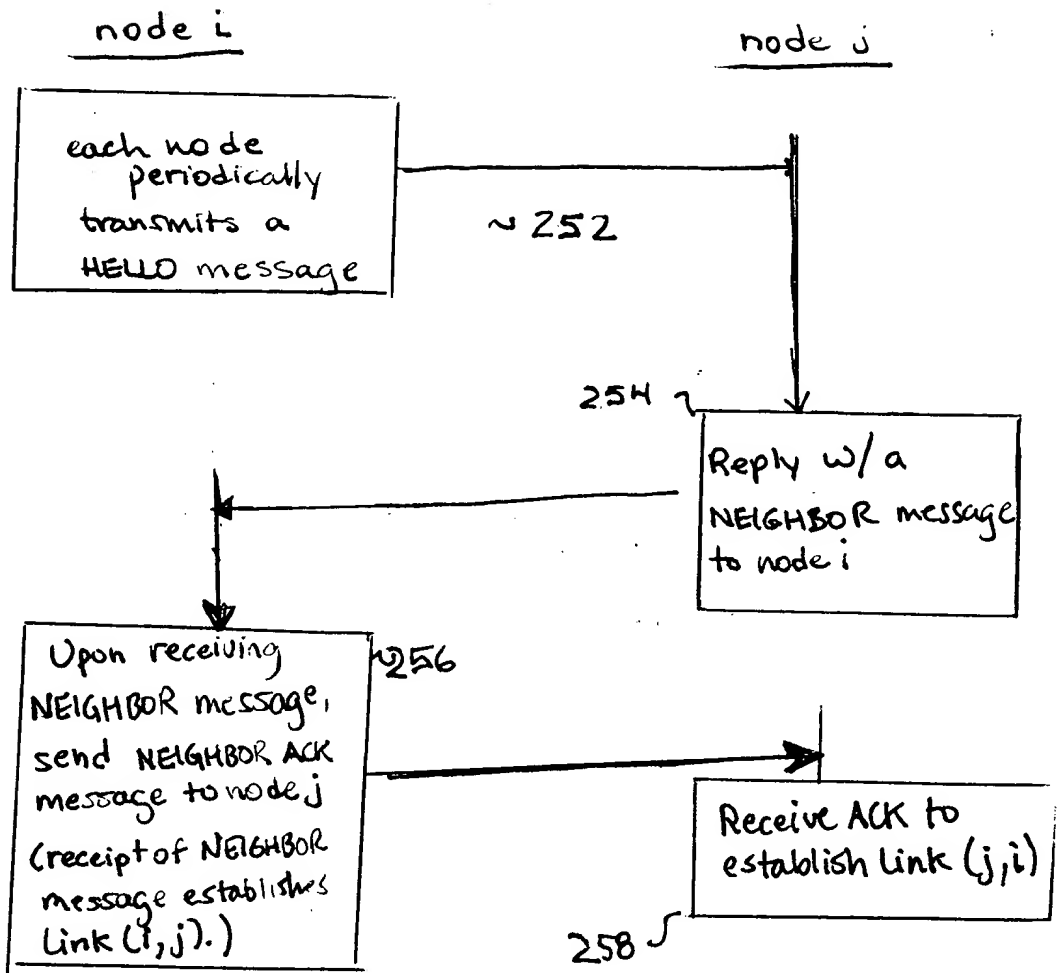 node i
node j
each node
periodically
transmits a
HELLO message
~ 252
254
Reply w/ a
NEIGHBOR message
to node i
Upon receiving
NEIGHBOR message,
send NEIGHBOR ACK
message to node j
(receipt of NEIGHBOR
message establishes
Link (i,j).)
256
Receive ACK to
establish Link (j,i)
258